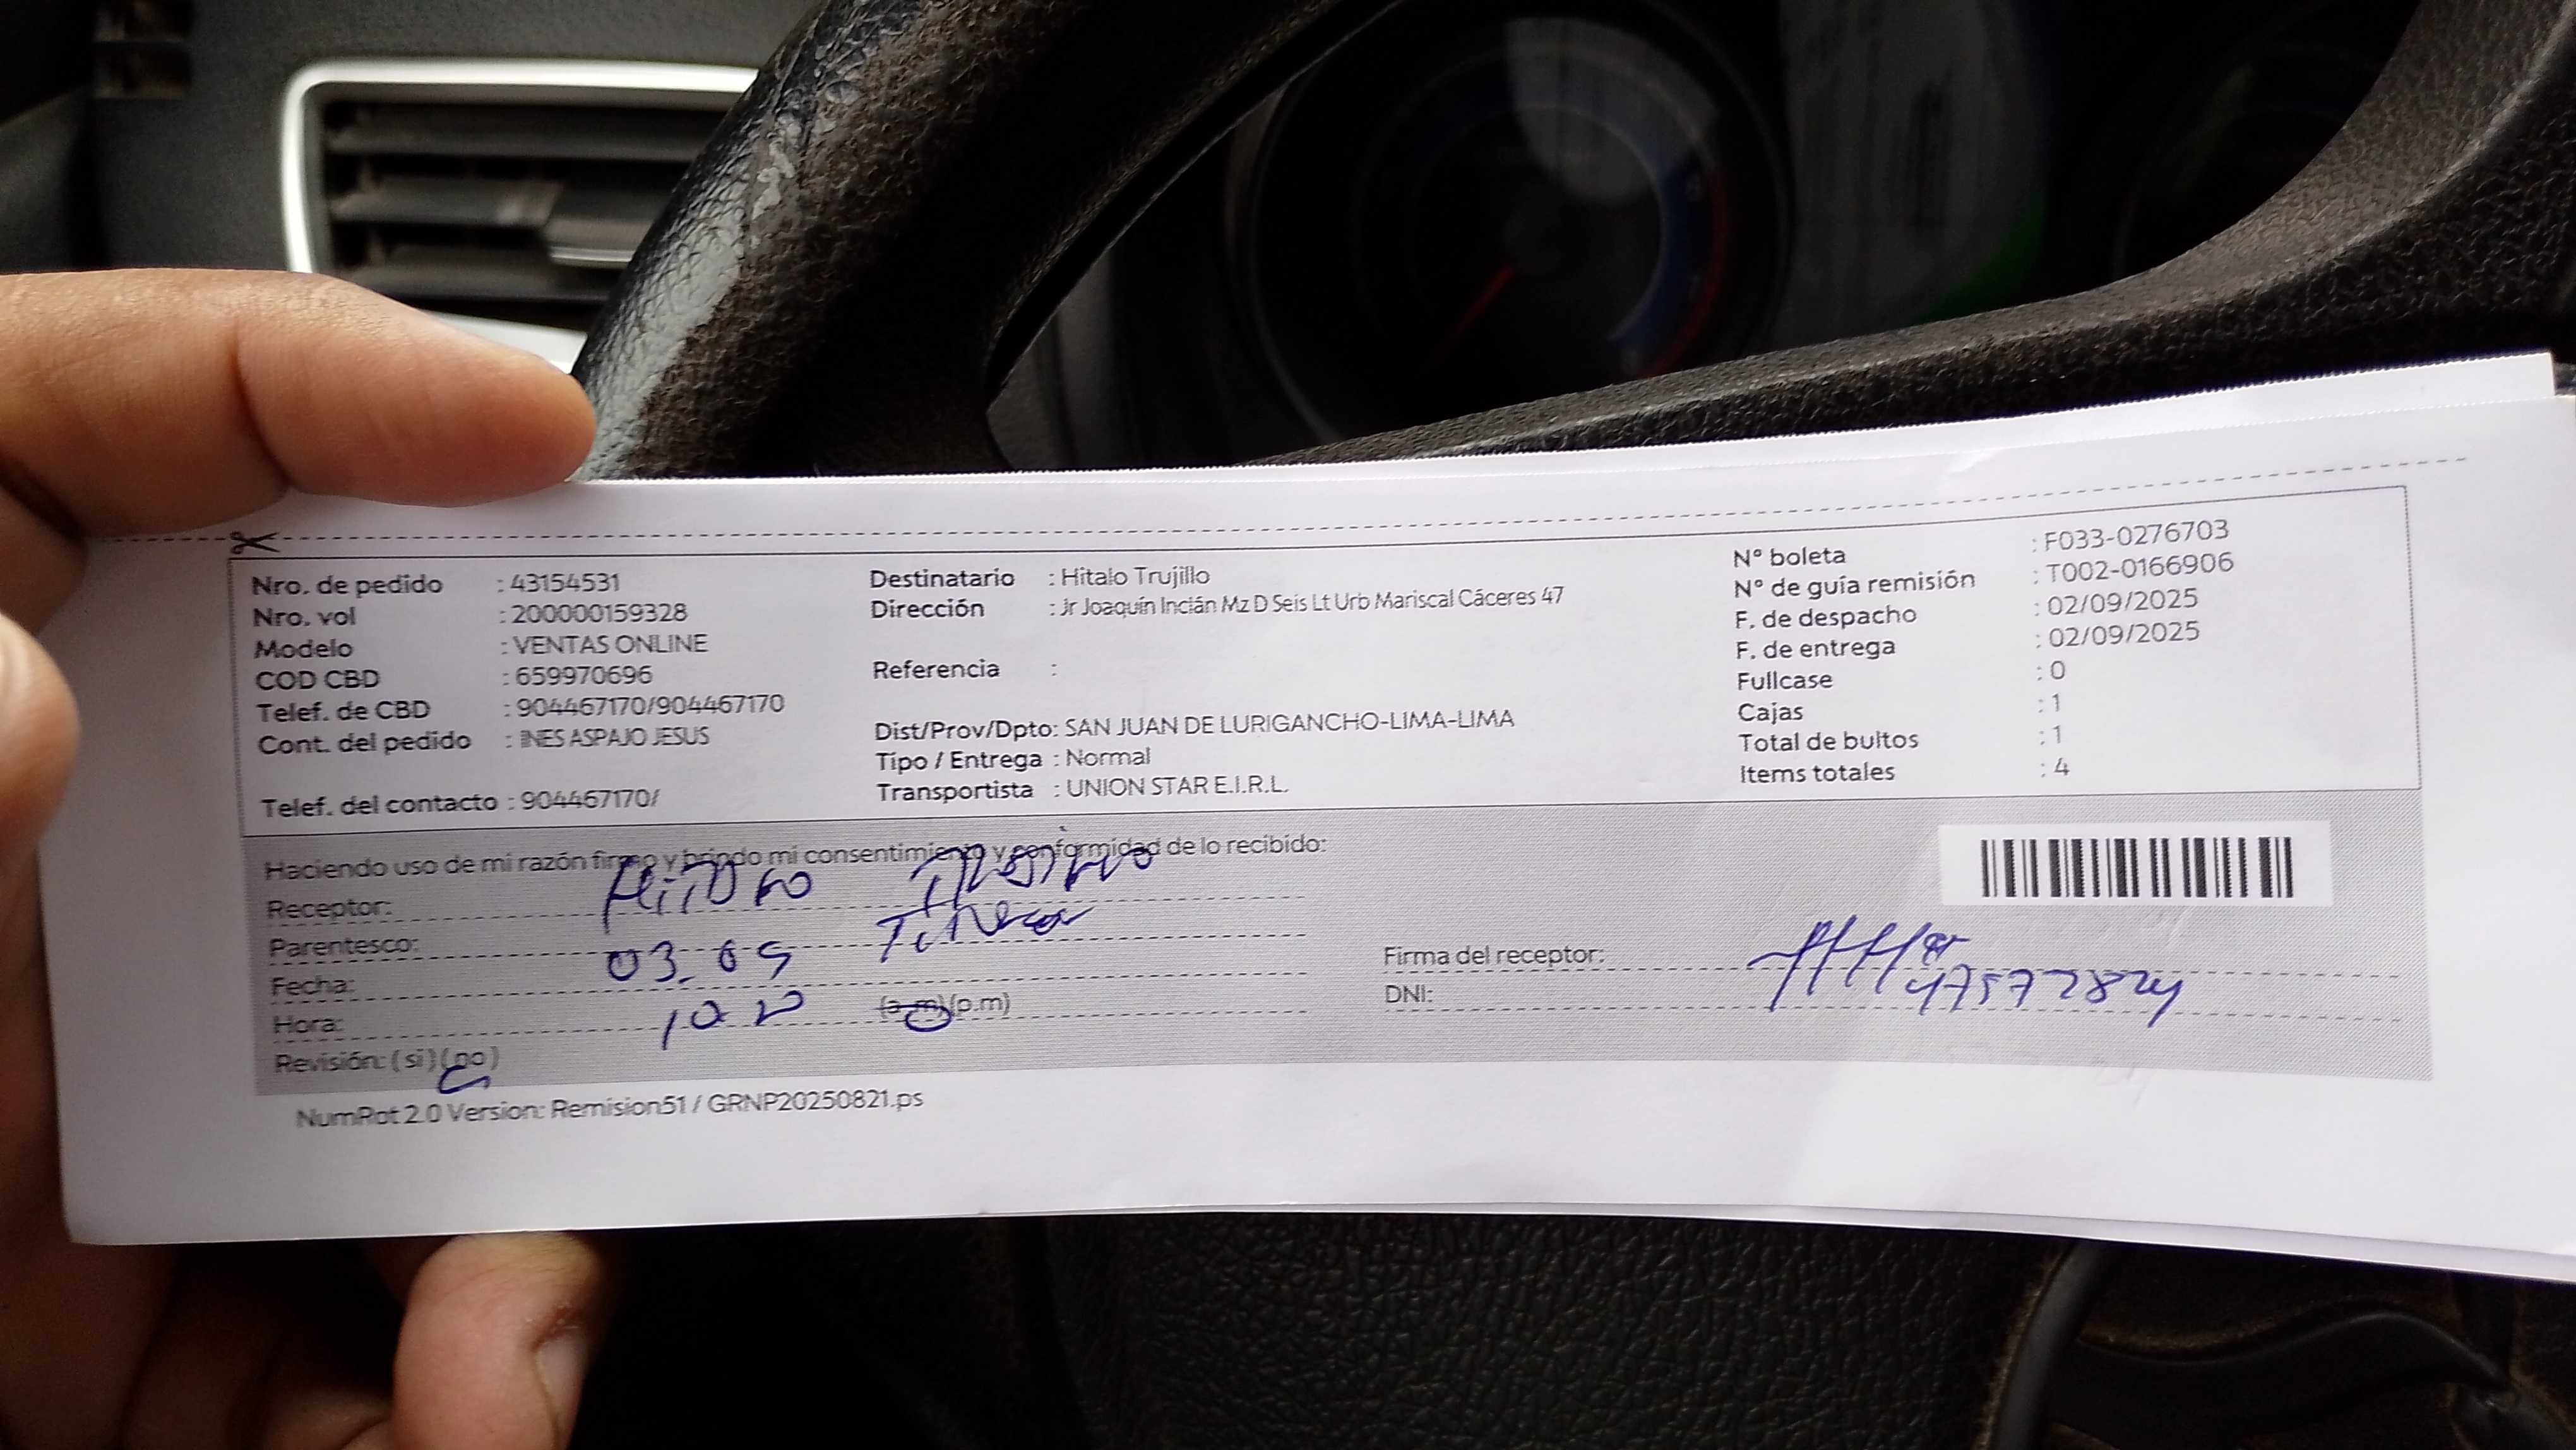 Nro. de pedido : 43154531
Nro. vol : 200000159328
Modelo : VENTAS ONLINE
COD CBD : 659970696
Telef. de CBD : 904467170/904467170
Cont. del pedido : INES ASPAJO JESUS
Telef. del contacto : 904467170/
Destinatario : Hitalo Trujillo
Dirección : Jr Joaquín Inclán Mz D Seis Lt Urb Mariscal Cáceres 47
Referencia :
Dist/Prov/Dpto: SAN JUAN DE LURIGANCHO-LIMA-LIMA
Tipo / Entrega : Normal
Transportista : UNION STAR E.I.R.L.
Nº boleta : F033-0276703
Nº de guía remisión : T002-0166906
F. de despacho : 02/09/2025
F. de entrega : 02/09/2025
Fullcase : 0
Cajas : 1
Total de bultos : 1
Items totales : 4
Haciendo uso de mi razón firmo y brindo mi consentimiento y conformidad de lo recibido:
Receptor:
Parentesco: Titular
Fecha: 03.09
Hora: (a.m)(p.m)
Revisión: (si) (no)
Firma del receptor:
DNI: 47572824
NumRot 2.0 Version: Remision51 / GRNP20250821.ps